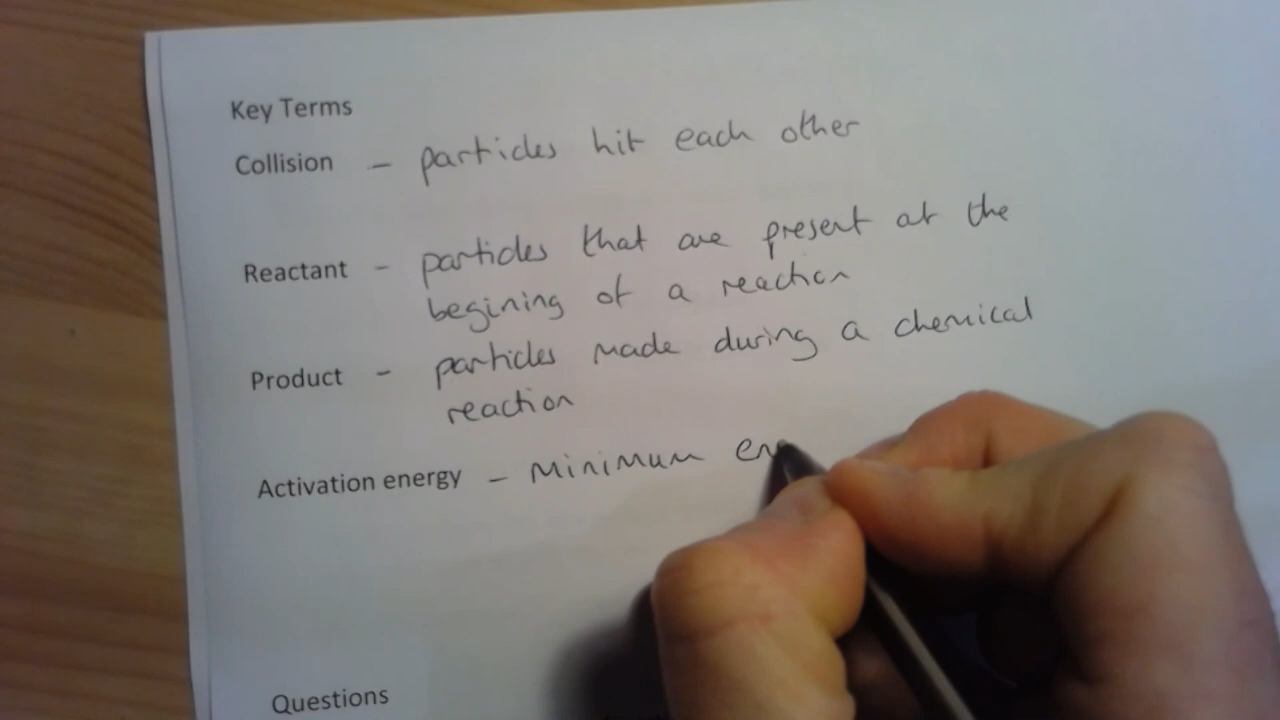 Key Terms
Collision - particles hit each other
Reactant - particles that are present at the
begining of a reaction
Product - particles made during a chemical
reaction
Activation energy - Minimum en
Questions